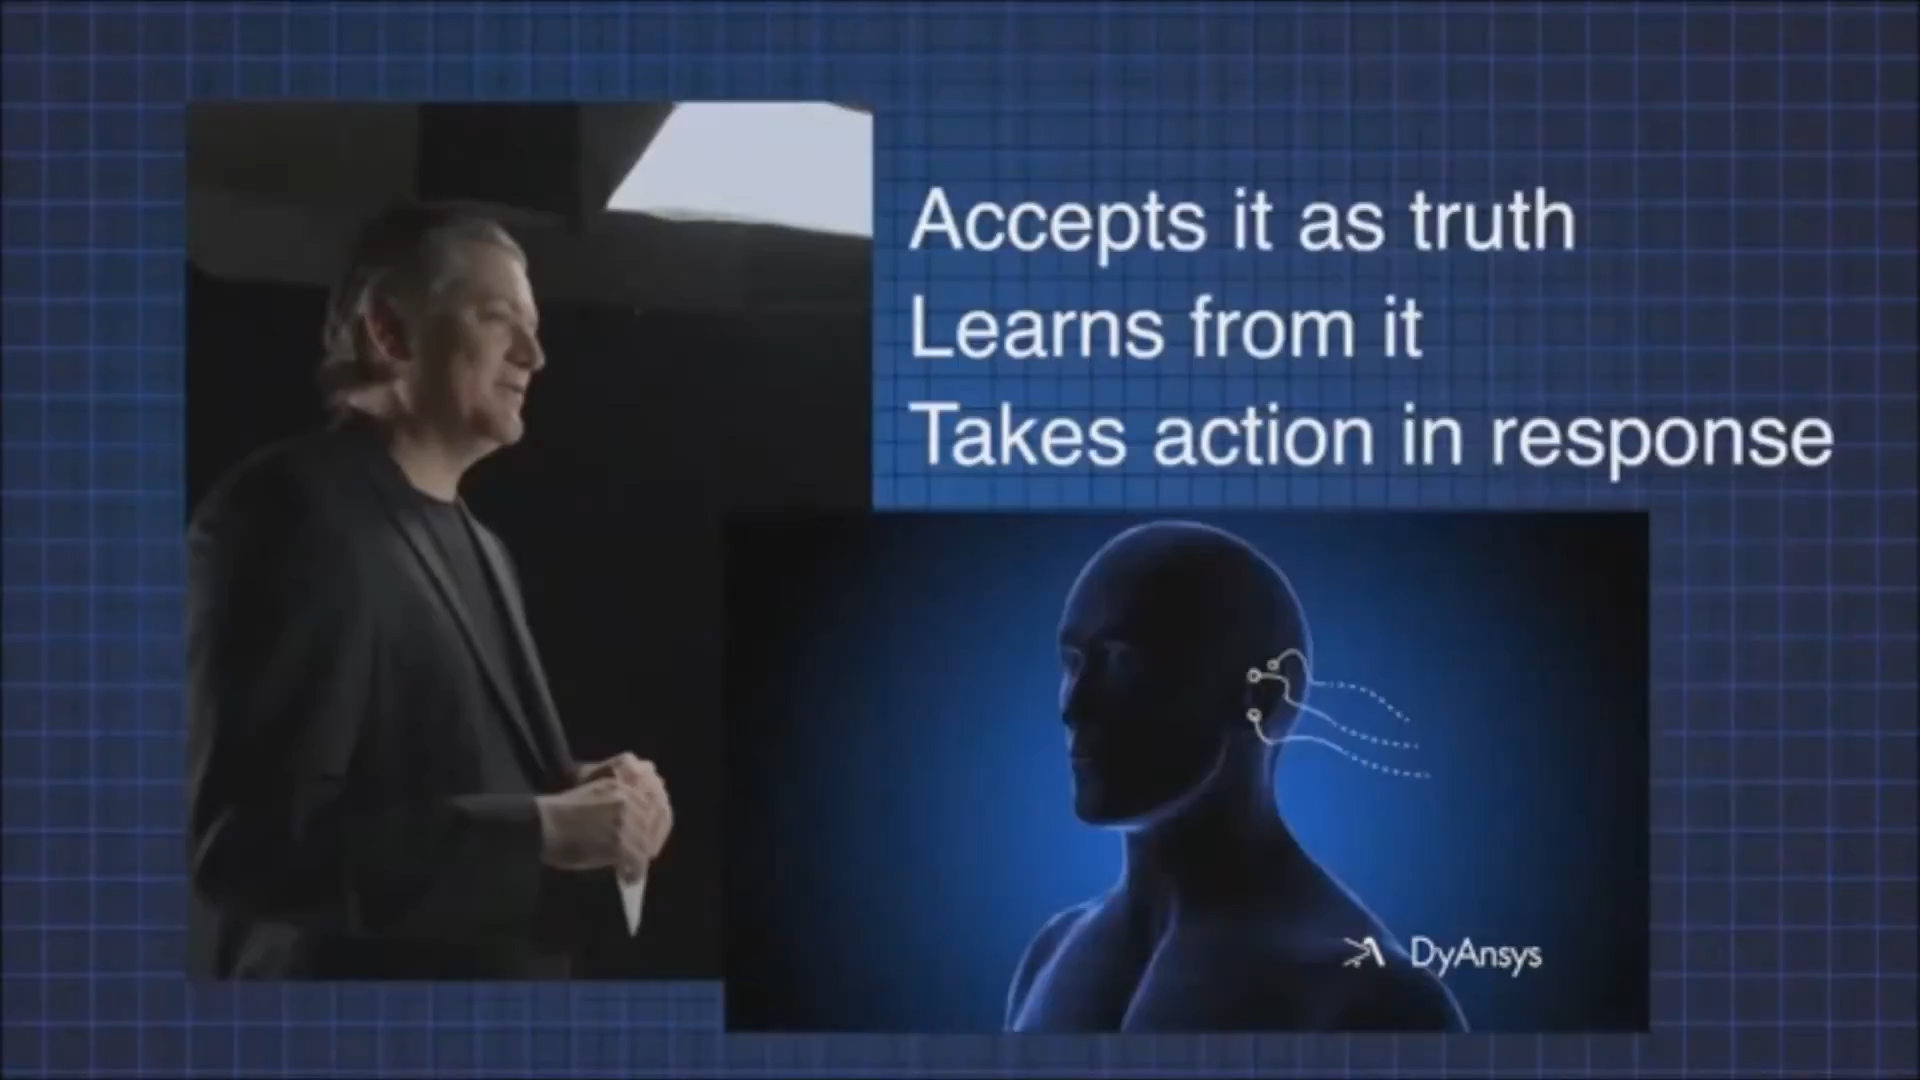 Accepts it as truth
Learns from it
Takes action in response
DyAnsys